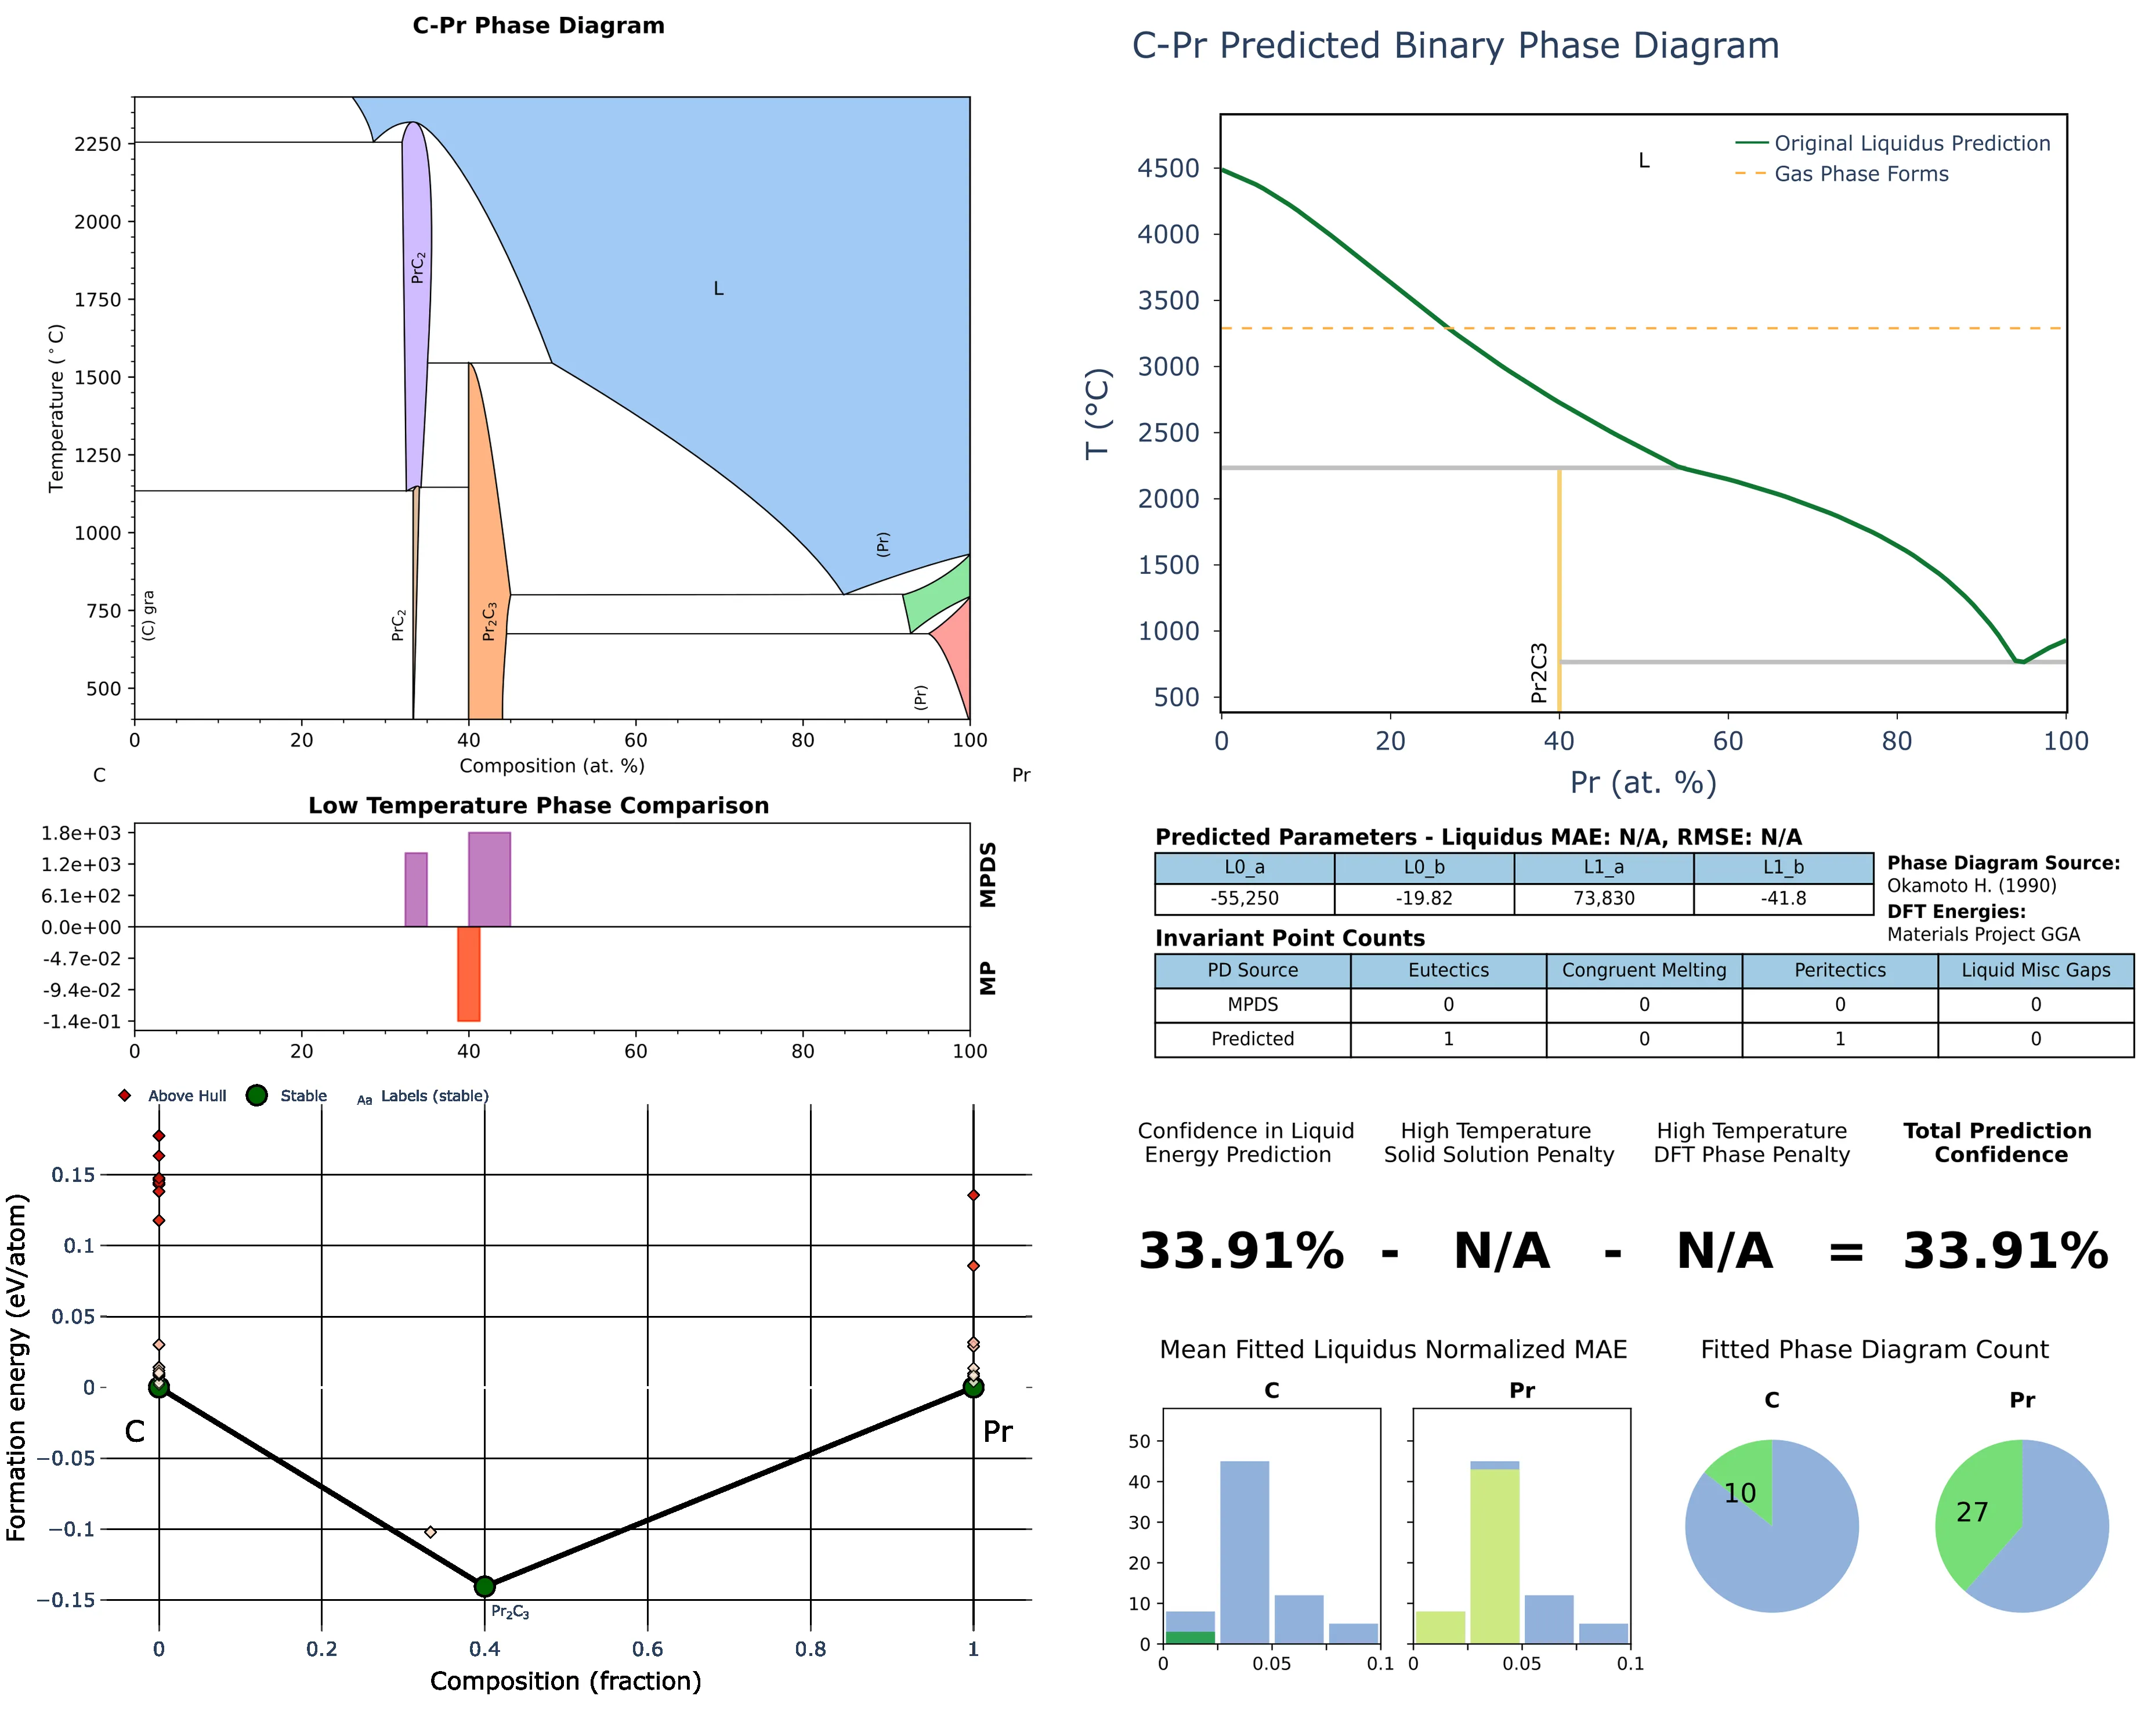 C-Pr Phase Diagram
2250
2000
1750
1500
1250
1000
750
500
Temperature (°C)
PrC2
L
(Pr)
(C) gra
PrC2
Pr2C3
(Pr)
0 20 40 60 80 100
Composition (at. %)
C Pr
Low Temperature Phase Comparison
1.8e+03
1.2e+03
6.1e+02
0.0e+00
-4.7e-02
-9.4e-02
-1.4e-01
MPDS
MP
0 20 40 60 80 100
Above Hull Stable Aa Labels (stable)
0.15
0.1
0.05
0
−0.05
−0.1
−0.15
Formation energy (eV/atom)
C Pr
Pr2C3
0 0.2 0.4 0.6 0.8 1
Composition (fraction)
C-Pr Predicted Binary Phase Diagram
L
Original Liquidus Prediction
Gas Phase Forms
4500
4000
3500
3000
2500
2000
1500
1000
500
T (°C)
Pr2C3
0 20 40 60 80 100
Pr (at. %)
Predicted Parameters - Liquidus MAE: N/A, RMSE: N/A
L0_a L0_b L1_a L1_b
-55,250 -19.82 73,830 -41.8
Phase Diagram Source:
Okamoto H. (1990)
DFT Energies:
Materials Project GGA
Invariant Point Counts
PD Source Eutectics Congruent Melting Peritectics Liquid Misc Gaps
MPDS 0 0 0 0
Predicted 1 0 1 0
Confidence in Liquid Energy Prediction
High Temperature Solid Solution Penalty
High Temperature DFT Phase Penalty
Total Prediction Confidence
33.91% - N/A - N/A = 33.91%
Mean Fitted Liquidus Normalized MAE
C Pr
50
40
30
20
10
0
0 0.05 0.1 0 0.05 0.1
Fitted Phase Diagram Count
C Pr
10 27